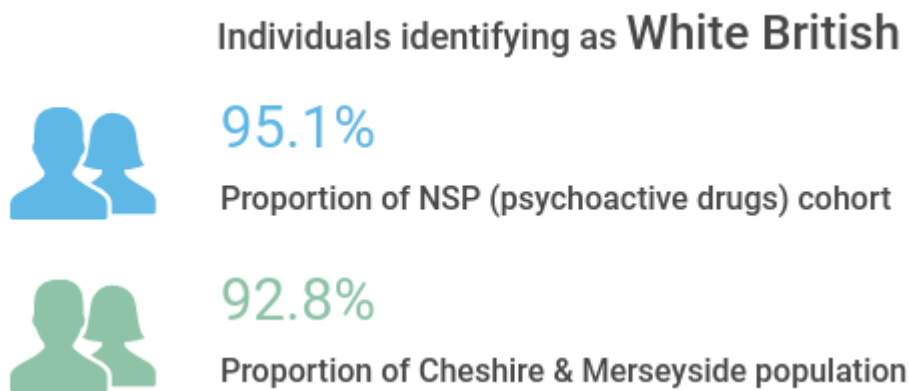 Individuals identifying as White British
95.1%
Proportion of NSP (psychoactive drugs) cohort
92.8%
Proportion of Cheshire & Merseyside population